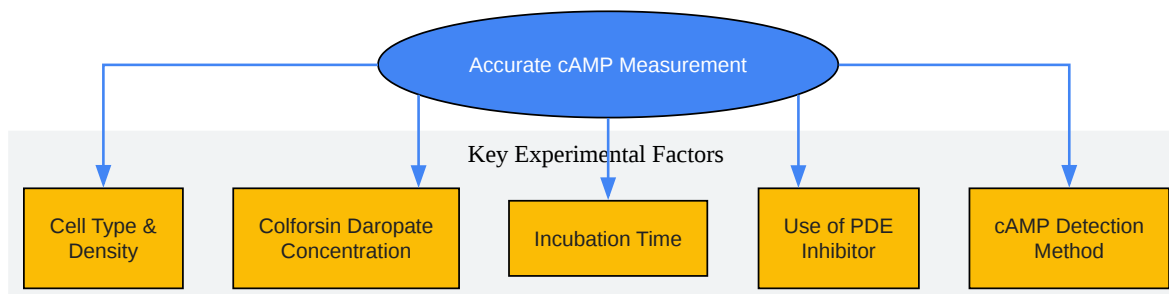 Accurate cAMP Measurement
Key Experimental Factors
Cell Type &
Density
Colforsin Daropate
Concentration
Incubation Time
Use of PDE
Inhibitor
cAMP Detection
Method